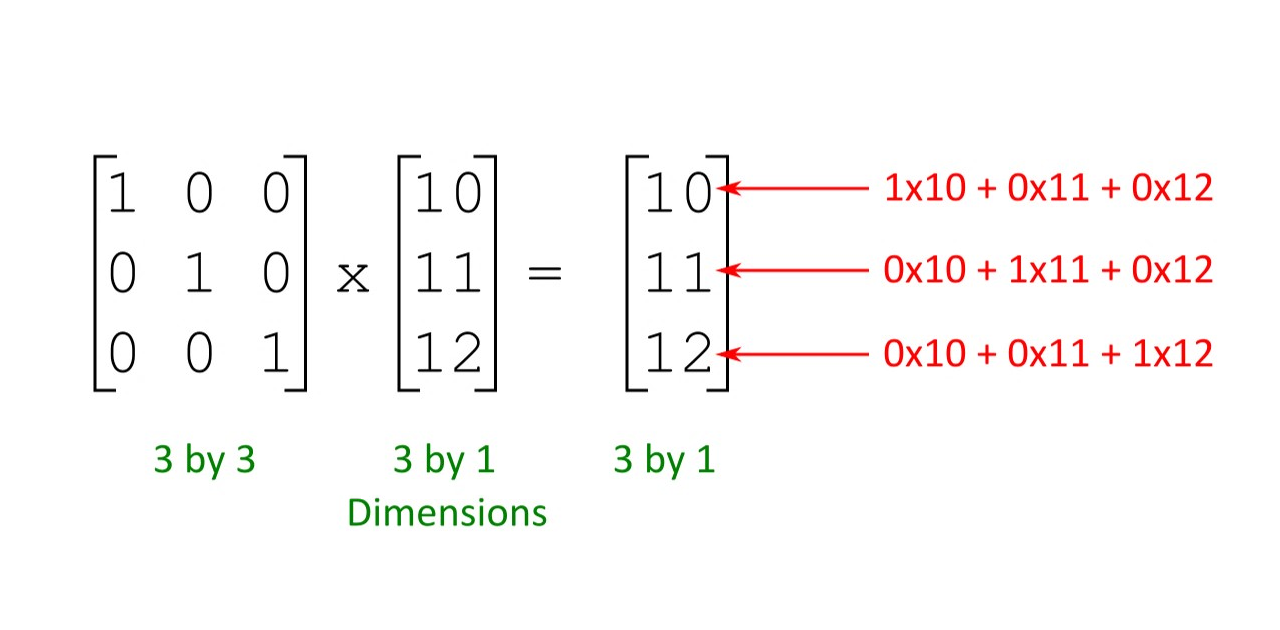 1 0 0 10 10 1x10 + 0x11 + 0x12
0 1 0 x 11 = 11 0x10 + 1x11 + 0x12
0 0 1 12 12 0x10 + 0x11 + 1x12
3 by 3 3 by 1 3 by 1
Dimensions